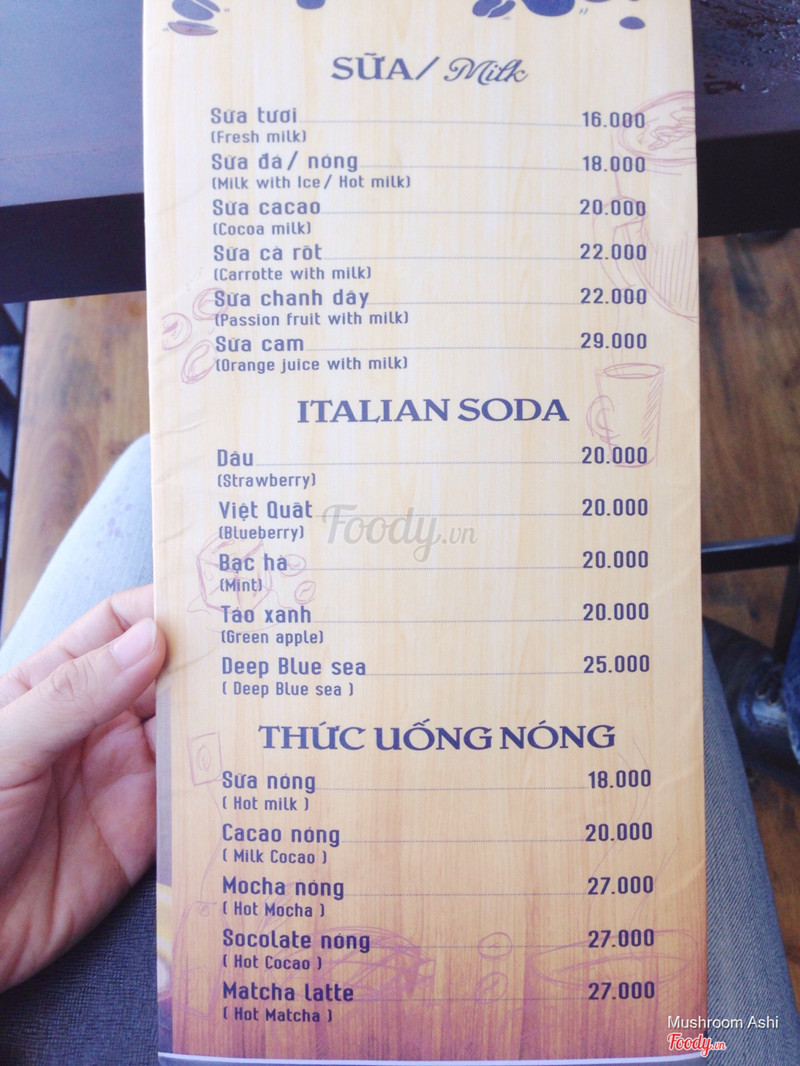 SỮA/ Milk
Sữa tươi 16.000
(Fresh milk)
Sữa đá / nóng 18.000
(Milk with Ice / Hot milk)
Sữa cacao 20.000
(Cocoa milk)
Sữa cà rốt 22.000
(Carrotte with milk)
Sữa chanh dây 22.000
(Passion fruit with milk)
Sữa cam 29.000
(Orange juice with milk)
ITALIAN SODA
Dâu 20.000
(Strawberry)
Việt Quất 20.000
(Blueberry)
Foody.vn
Bạc hà 20.000
(Mint)
Táo xanh 20.000
(Green apple)
Deep Blue sea 25.000
( Deep Blue sea )
THỨC UỐNG NÓNG
Sữa nóng 18.000
( Hot milk )
Cacao nóng 20.000
( Milk Cocao )
Mocha nóng 27.000
( Hot Mocha )
Socolate nóng 27.000
( Hot Cocao )
Matcha Latte 27.000
( Hot Matcha )
Mushroom Ashi
Foody.vn